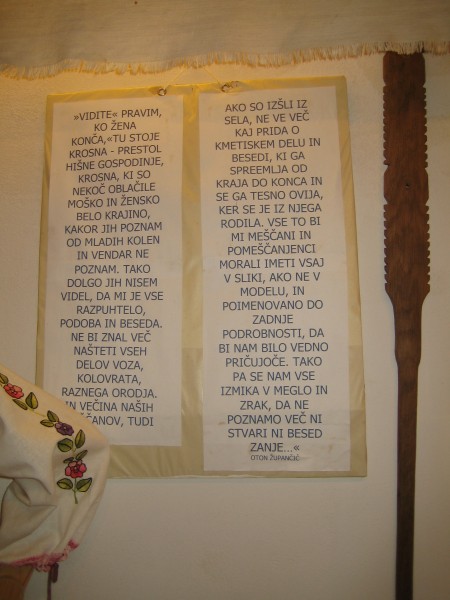 »VIDITE« PRAVIM,
KO ŽENA
KONČA,«TU STOJE
KROSNA - PRESTOL
HIŠNE GOSPODINJE,
KROSNA, KI SO
NEKOČ OBLAČILE
MOŠKO IN ŽENSKO
BELO KRAJINO,
KAKOR JIH POZNAM
OD MLADIH KOLEN
IN VENDAR NE
POZNAM. TAKO
DOLGO JIH NISEM
VIDEL, DA MI JE VSE
RAZPUHTELO,
PODOBA IN BESEDA.
NE BI ZNAL VEČ
NAŠTETI VSEH
DELOV VOZA,
KOLOVRATA,
RAZNEGA ORODJA.
IN VEČINA NAŠIH
TUDI
AKO SO IZŠLI IZ
SELA, NE VE VEČ
KAJ PRIDA O
KMETISKEM DELU IN
BESEDI, KI GA
SPREEMLJA OD
KRAJA DO KONCA IN
SE GA TESNO OVIJA,
KER SE JE IZ NJEGA
RODILA. VSE TO BI
MI MEŠČANI IN
POMEŠČANJENCI
MORALI IMETI VSAJ
V SLIKI, AKO NE V
MODELU, IN
POIMENOVANO DO
ZADNJE
PODROBNOSTI, DA
BI NAM BILO VEDNO
PRIČUJOČE. TAKO
PA SE NAM VSE
IZMIKA V MEGLO IN
ZRAK, DA NE
POZNAMO VEČ NI
STVARI NI BESED
ZANJE...«
OTON ŽUPANČIČ